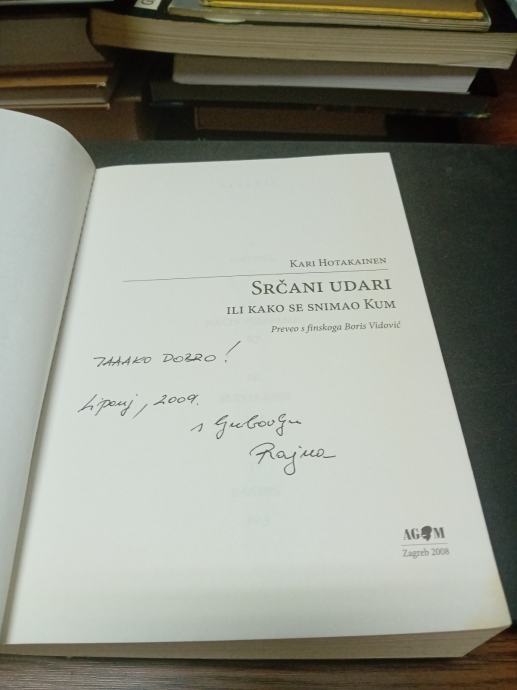 KARI HOTAKAINEN
SRČANI UDARI
ILI KAKO SE SNIMAO KUM
Preveo s finskoga Boris Vidović
TAAAKO DOBRO!
Lipanj, 2009.
s ljubavlju
Rajna
AGM
Zagreb 2008